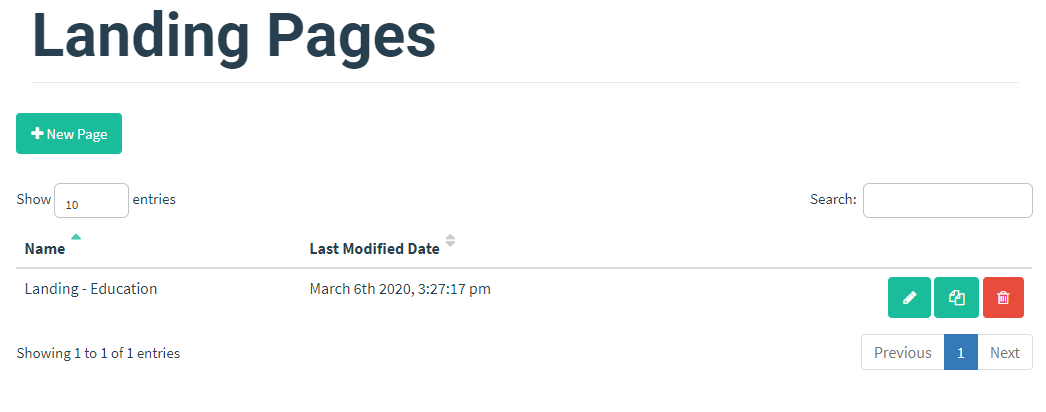 Landing Pages
New Page
Show 10 entries Search:
Name Last Modified Date
Landing - Education March 6th 2020, 3:27:17 pm
Showing 1 to 1 of 1 entries Previous 1 Next